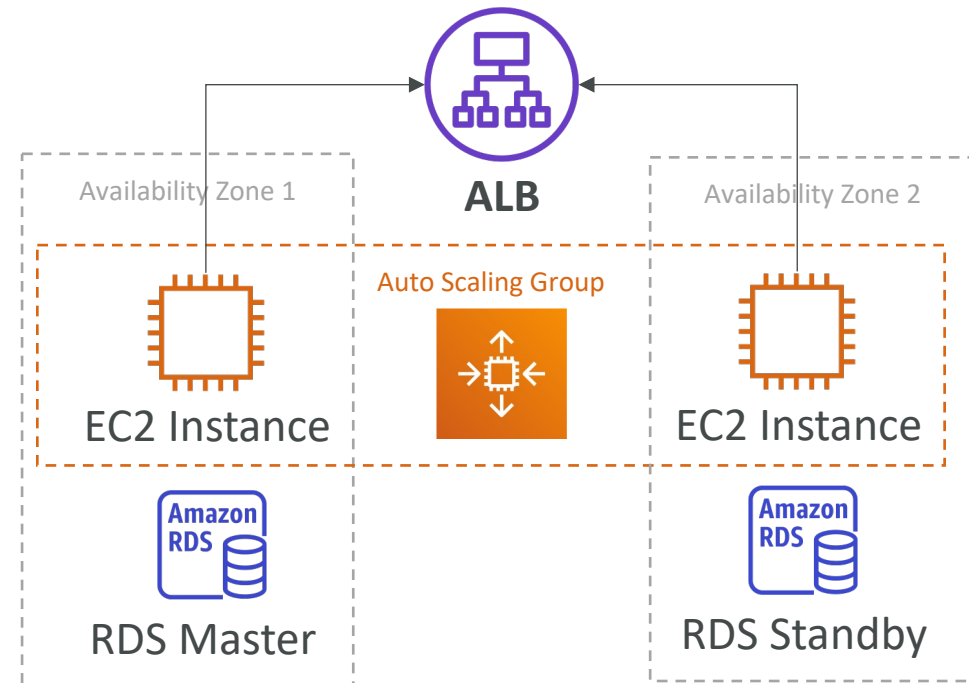 ALB
Availability Zone 1
Availability Zone 2
Auto Scaling Group
EC2 Instance
EC2 Instance
Amazon
RDS
Amazon
RDS
RDS Master
RDS Standby